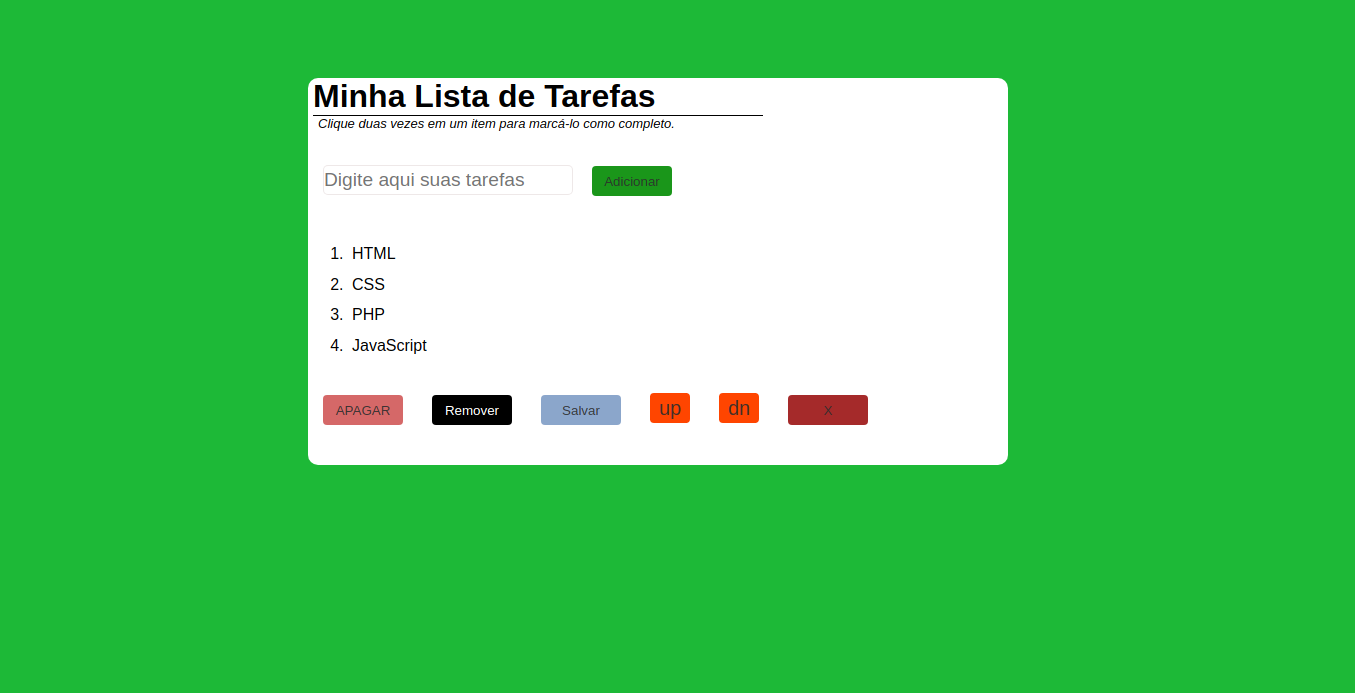 Minha Lista de Tarefas
Clique duas vezes em um item para marcá-lo como completo.
Digite aqui suas tarefas Adicionar
1. HTML
2. CSS
3. PHP
4. JavaScript
APAGAR Remover Salvar up dn X